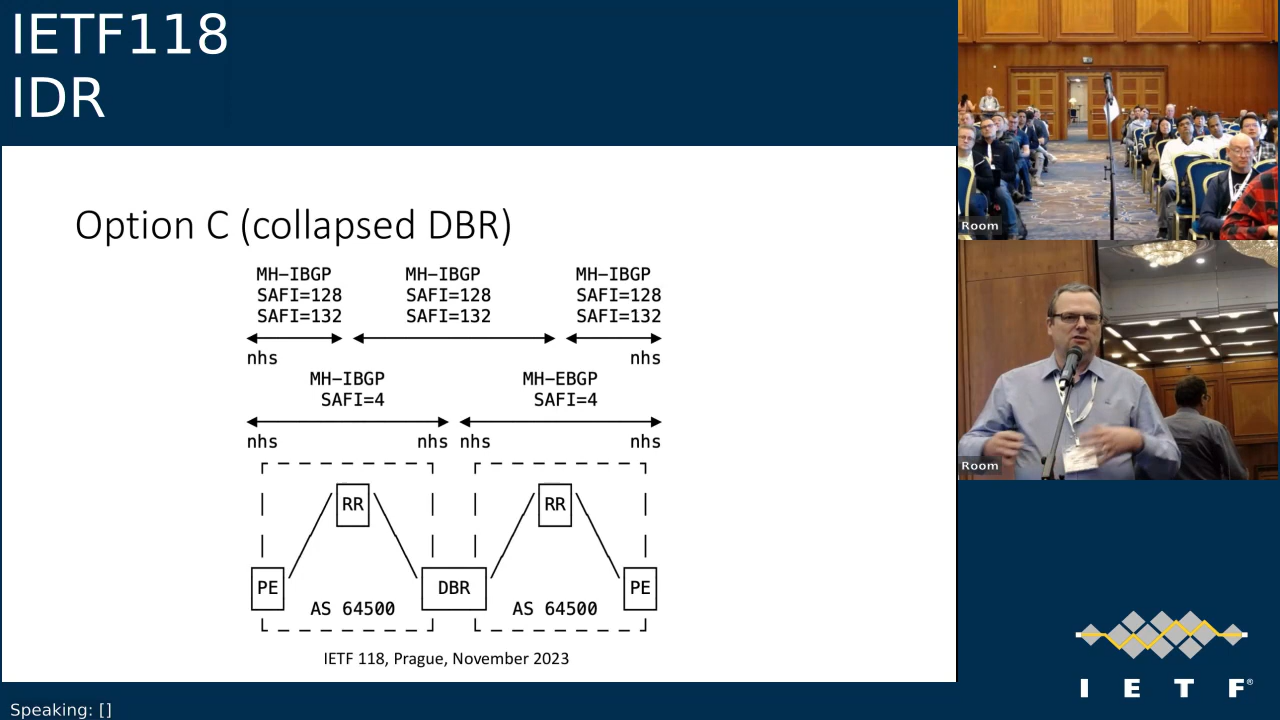 IETF118
IDR
Option C (collapsed DBR)
MH-IBGP MH-IBGP MH-IBGP
SAFI=128 SAFI=128 SAFI=128
SAFI=132 SAFI=132 SAFI=132
nhs nhs
MH-IBGP MH-EBGP
SAFI=4 SAFI=4
nhs nhs nhs nhs
RR RR
PE DBR PE
AS 64500 AS 64500
IETF 118, Prague, November 2023
Room
Room
I E T F®
Speaking: []